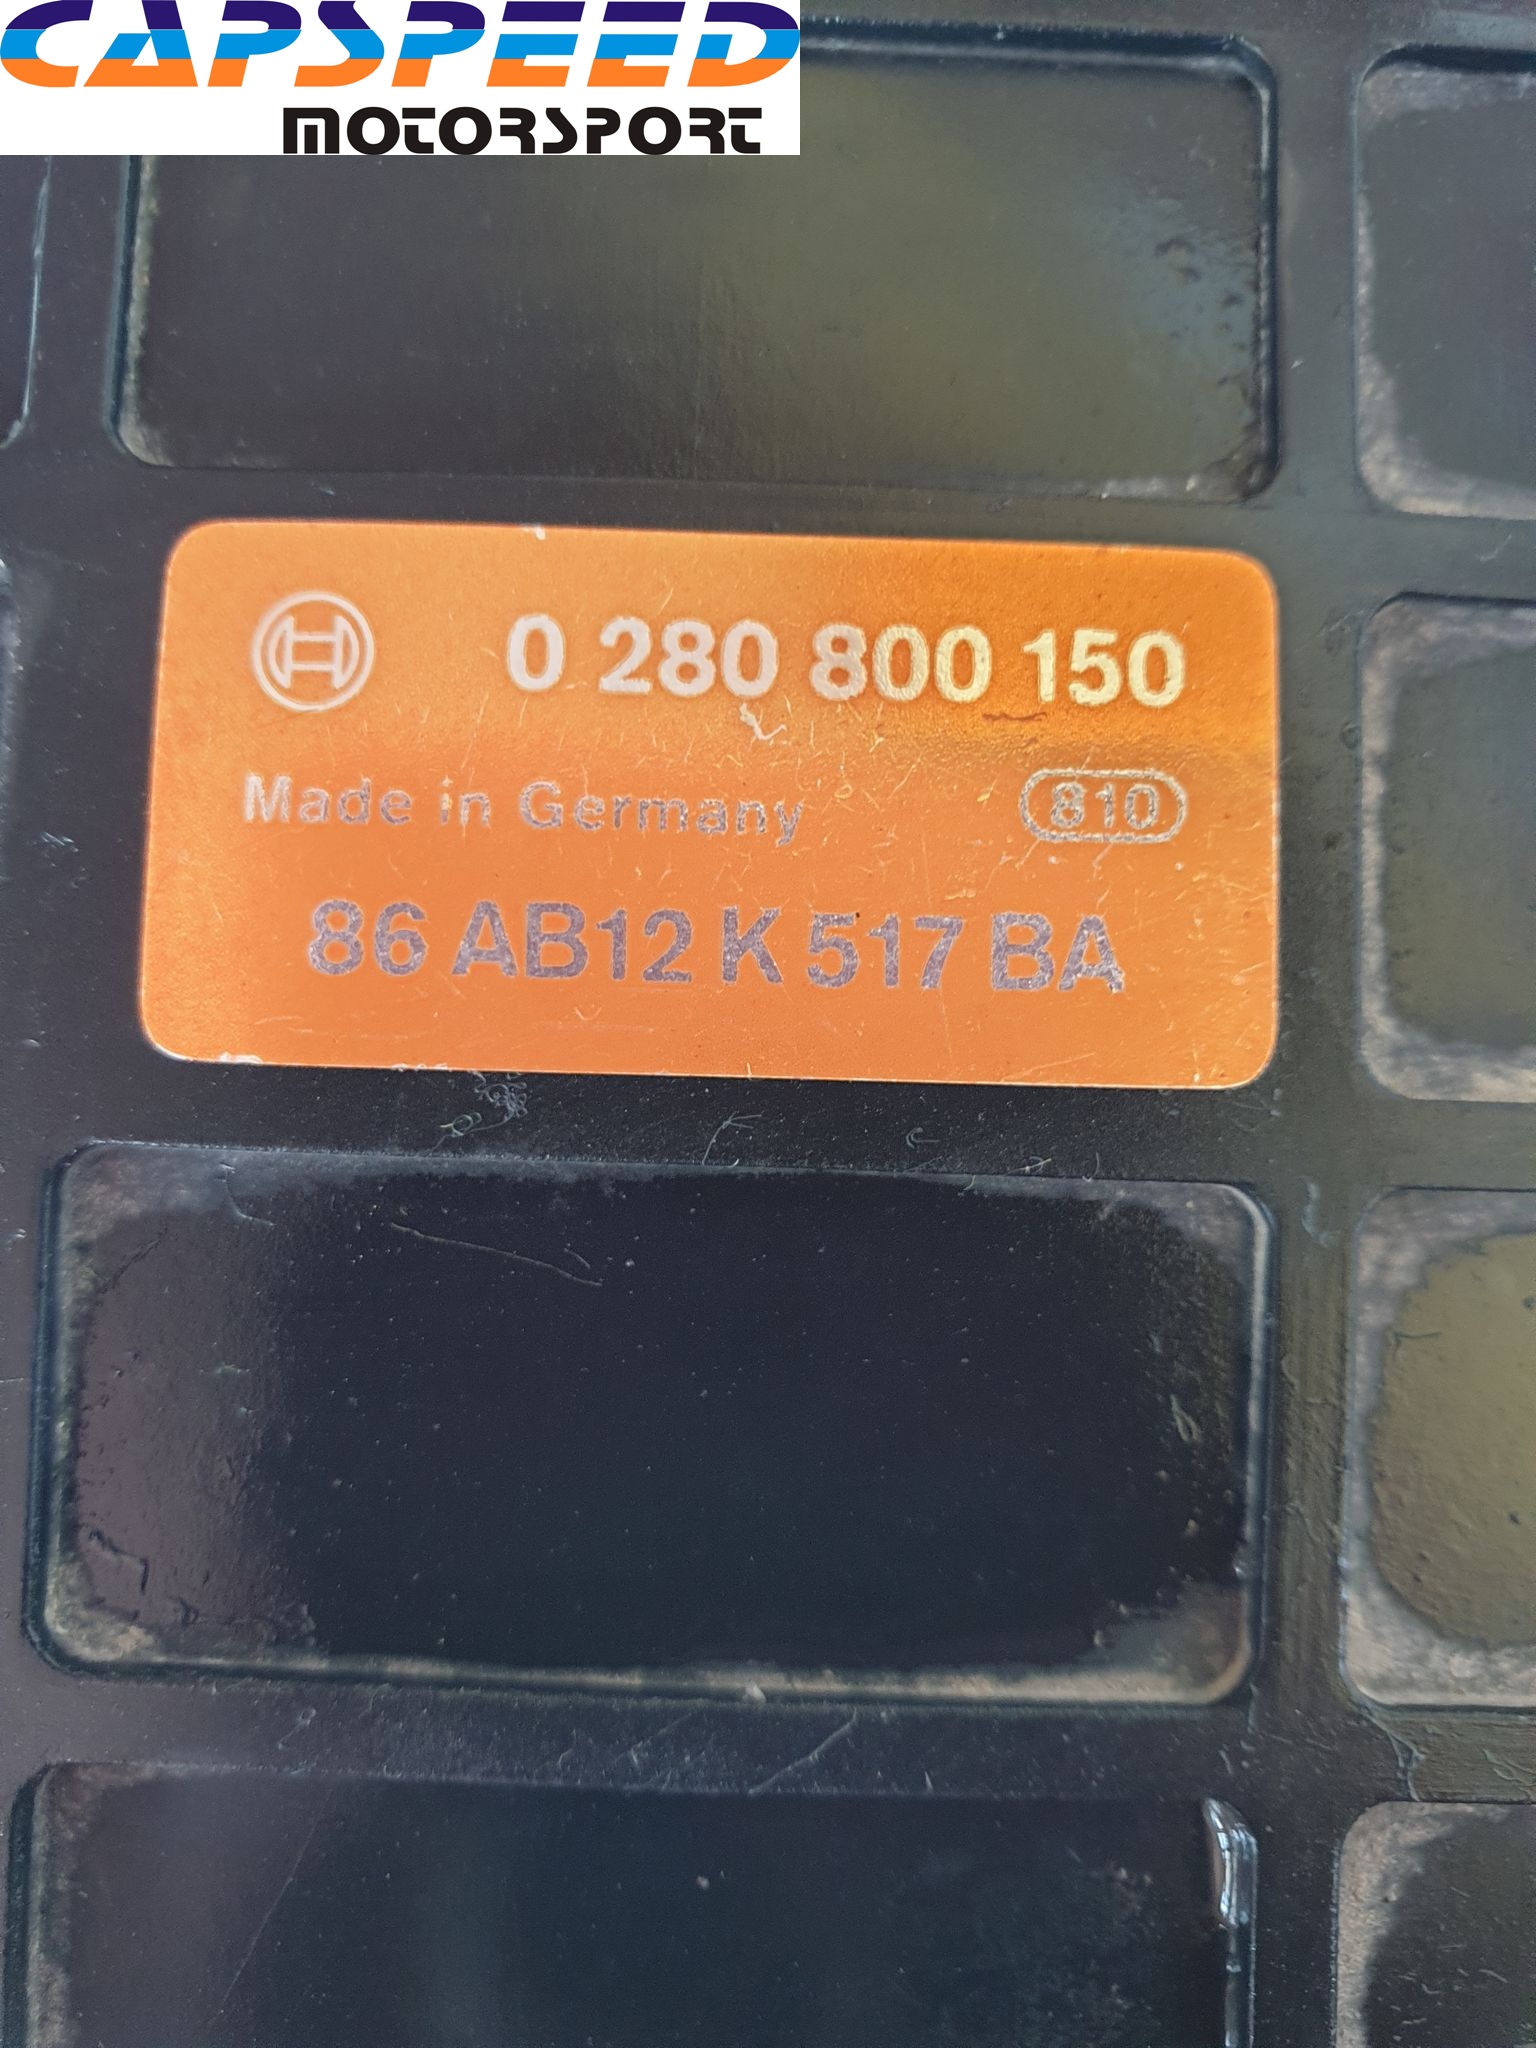 CAPSPEED
MOTORSPORT
0 280 800 150
Made in Germany 810
86 AB12 K 517 BA